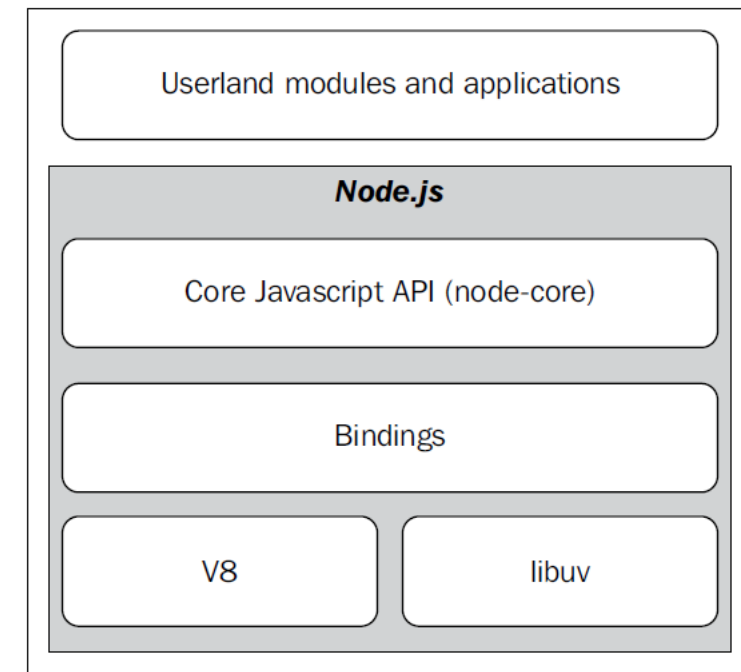 Userland modules and applications
Node.js
Core Javascript API (node-core)
Bindings
V8
libuv